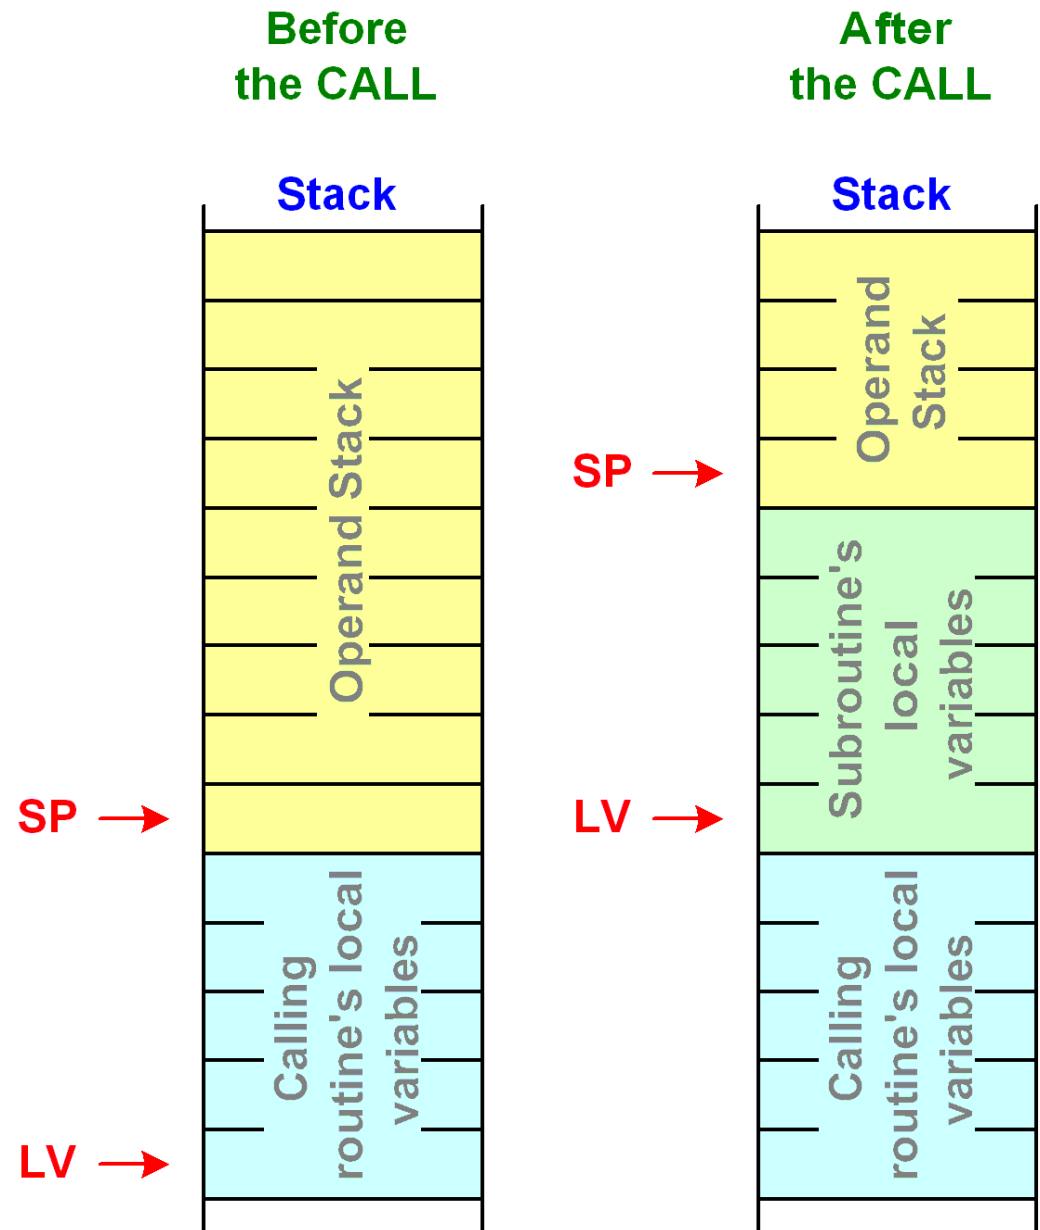 Before
the CALL
Stack
Operand Stack
SP
Calling
routine's local
variables
LV
After
the CALL
Stack
Operand
Stack
SP
Subroutine's
local
variables
LV
Calling
routine's local
variables